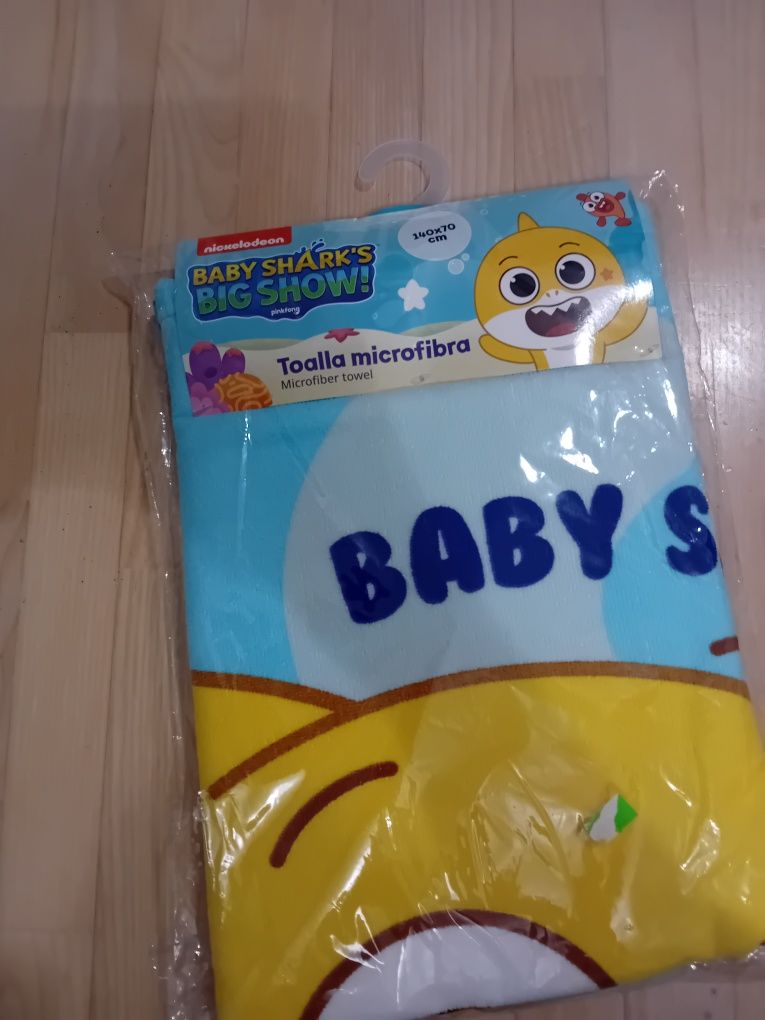 nickelodeon
BABY SHARK'S
BIG SHOW!
pinkfong
140x70
cm
Toalla microfibra
Microfiber towel
BABY S